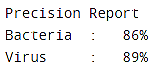 Precision Report
Bacteria  :   86%
Virus     :   89%